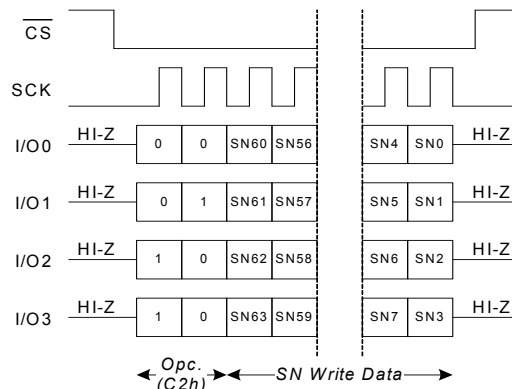 CS
SCK
I/O0 HI-Z 0 0 SN60 SN56 SN4 SN0 HI-Z
I/O1 HI-Z 0 1 SN61 SN57 SN5 SN1 HI-Z
I/O2 HI-Z 1 0 SN62 SN58 SN6 SN2 HI-Z
I/O3 HI-Z 1 0 SN63 SN59 SN7 SN3 HI-Z
Opc. SN Write Data
(C2h)